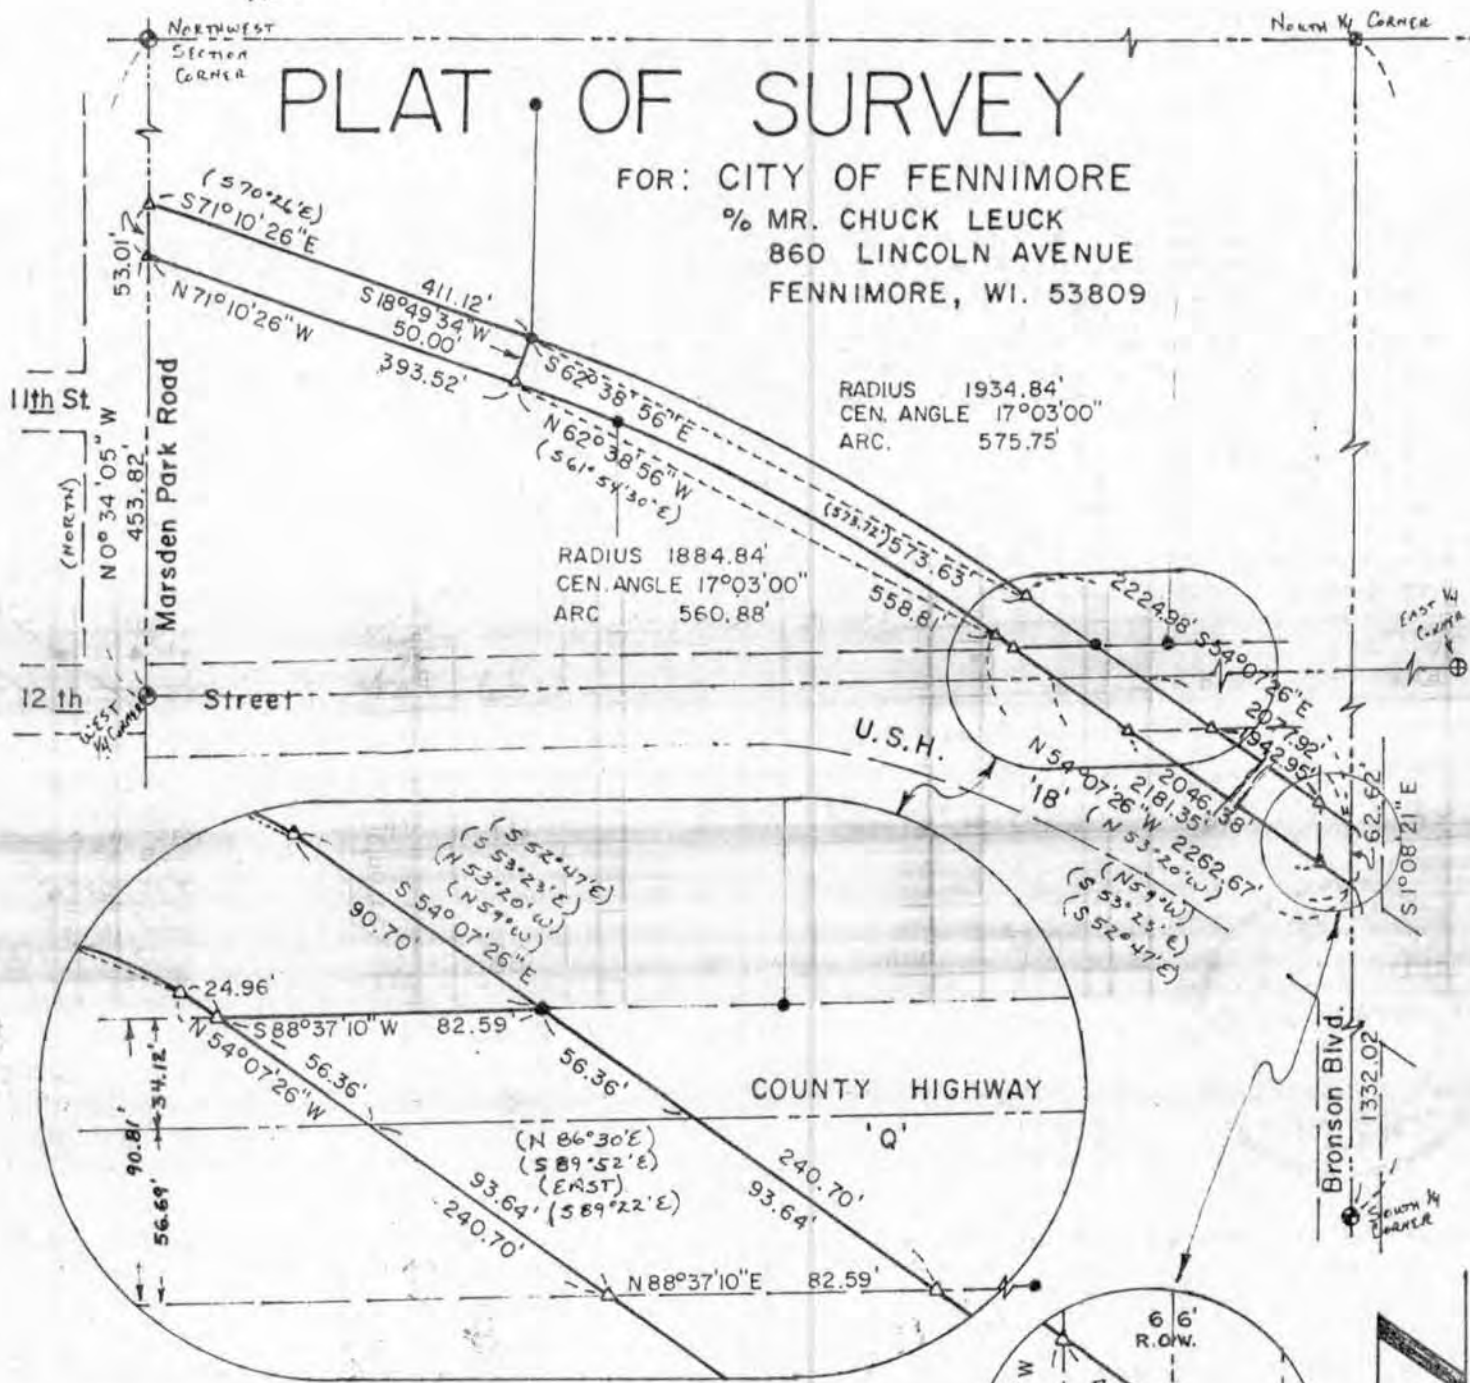 NORTHWEST
SECTION
CORNER
NORTH 1/4 CORNER
PLAT OF SURVEY
FOR: CITY OF FENNIMORE
% MR. CHUCK LEUCK
860 LINCOLN AVENUE
FENNIMORE, WI. 53809
(S70°26'E)
S71°10'26"E
411.12'
53.01'
N71°10'26"W
393.52'
S18°49'34"W
50.00'
S62°38'56"E
N62°38'56"W
(S61°54'30"E)
RADIUS 1934.84'
CEN. ANGLE 17°03'00"
ARC. 575.75'
RADIUS 1884.84'
CEN. ANGLE 17°03'00"
ARC 560.88'
(573.72')
573.63'
558.81'
11th St.
(NORTH)
N0°34'05"W
453.82'
Marsden Park Road
12th Street
WEST
1/4 CORNER
EAST 1/4
CORNER
U.S.H.
'18'
2224.98' S54°07'26"E
2077.92'
1942.95'
2046.38'
2181.35'
N54°07'26"W 2262.67'
(N53°20'W)
(N59°W)
(S53°23'E)
(S52°47'E)
262.62'
S1°08'21"E
(S52°47'E)
(S53°23'E)
(N53°20'W)
(N59°W)
S54°07'26"E
90.70'
24.96'
S88°37'10"W 82.59'
N54°07'26"W
56.36'
56.36'
90.81'
34.12'
56.69'
COUNTY HIGHWAY
'Q'
(N86°30'E)
(S89°52'E)
(EAST)
(S89°22'E)
93.64'
240.70'
240.70'
93.64'
N88°37'10"E 82.59'
Bronson Blvd.
1332.02
SOUTH 1/4
CORNER
66'
R.O.W.
W